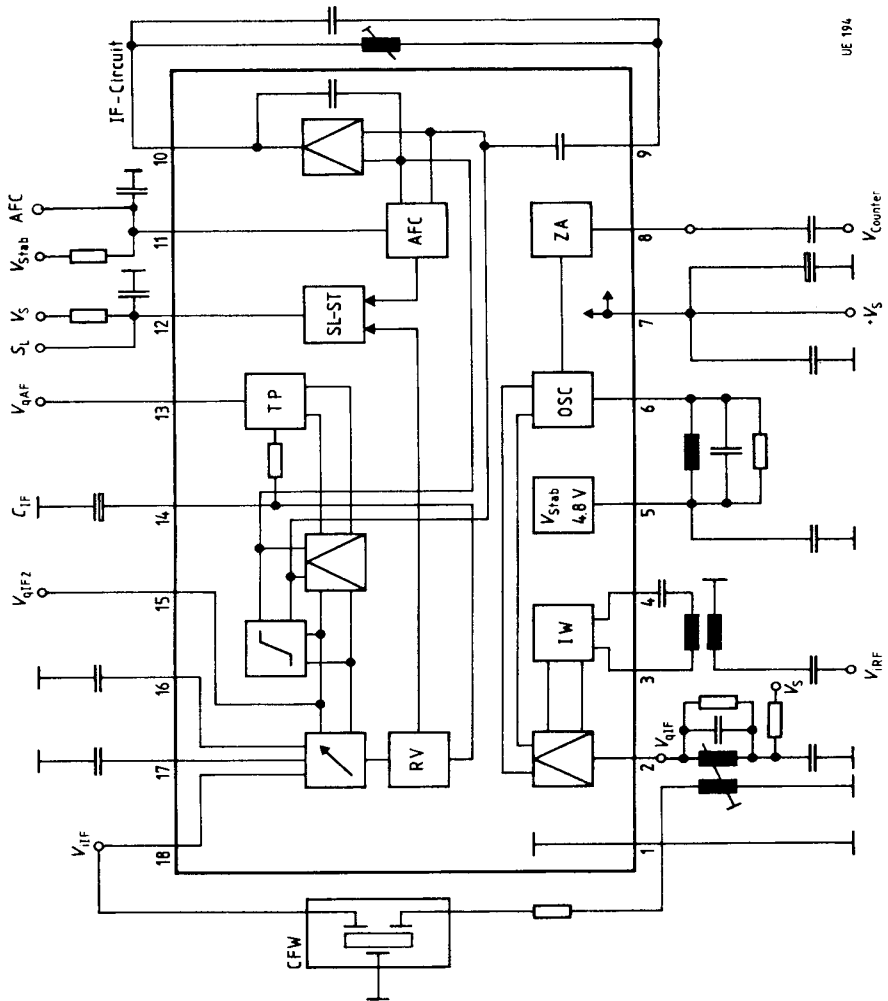 IF-Circuit
AFC
V_Stab
V_S
S_L
V_qAF
C_IF
V_qIF2
V_iIF
10
11
12
13
14
15
16
17
18
AFC
SL-ST
TP
RV
ZA
OSC
V_Stab
4.8 V
IW
CFW
9
8
7
6
5
4
3
2
1
V_Counter
+V_S
V_iRF
V_qIF
V_S
UE 194